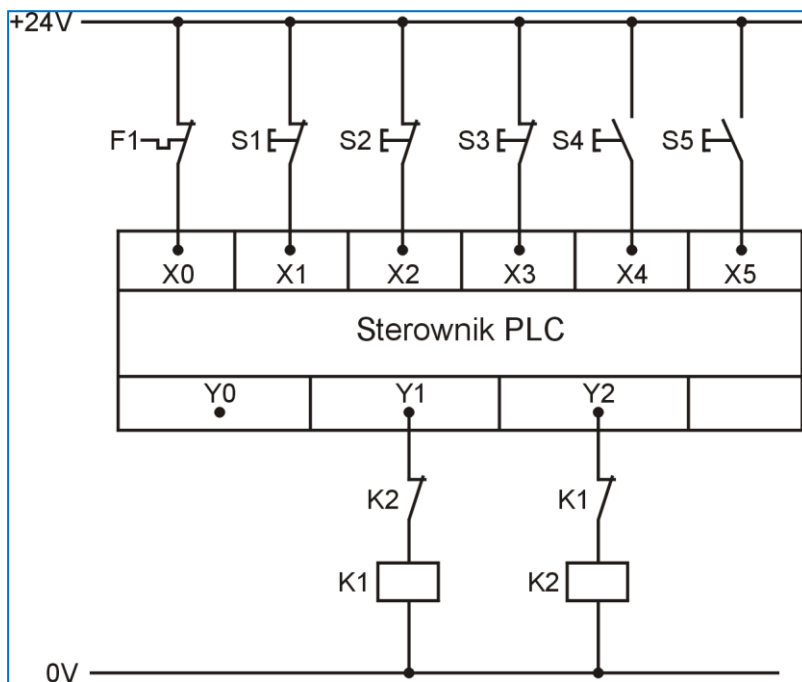 +24V
F1 S1 S2 S3 S4 S5
X0 X1 X2 X3 X4 X5
Sterownik PLC
Y0 Y1 Y2
K2 K1
K1 K2
0V